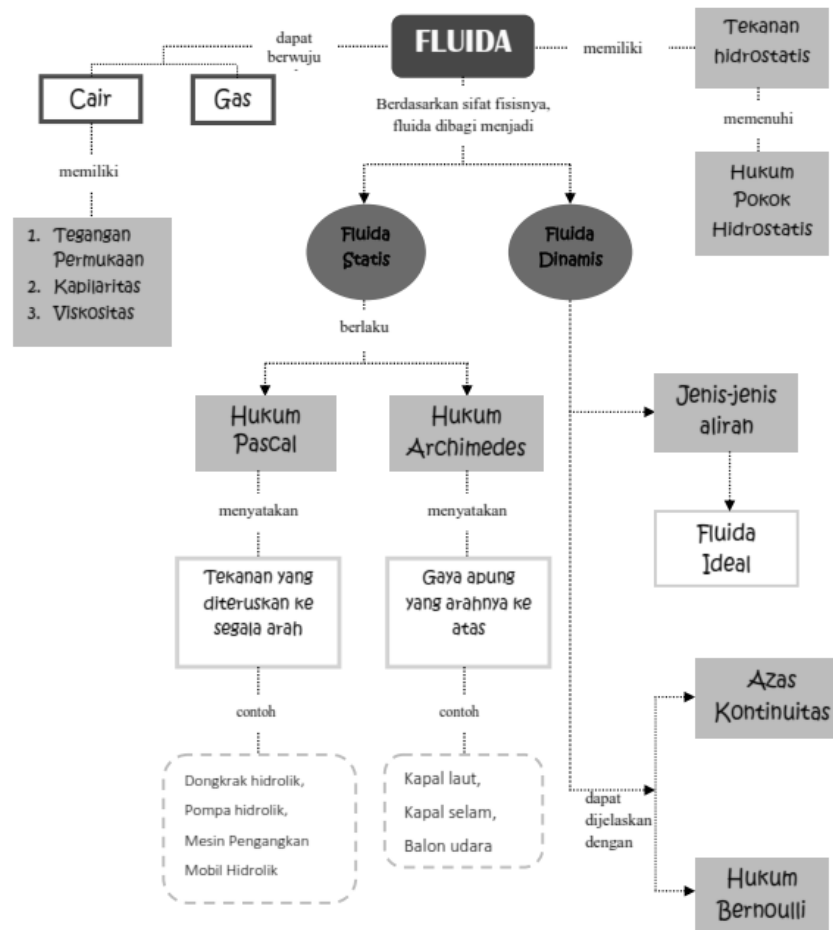 FLUIDA
dapat
berwuju
memiliki
Tekanan
hidrostatis
Cair
Gas
Berdasarkan sifat fisisnya,
fluida dibagi menjadi
memenuhi
Hukum
Pokok
Hidrostatis
memiliki
1. Tegangan
Permukaan
2. Kapilaritas
3. Viskositas
Fluida
Statis
Fluida
Dinamis
berlaku
Hukum
Pascal
Hukum
Archimedes
Jenis-jenis
aliran
menyatakan
menyatakan
Fluida
Ideal
Tekanan yang
diteruskan ke
segala arah
Gaya apung
yang arahnya ke
atas
Azas
Kontinuitas
contoh
contoh
Dongkrak hidrolik,
Pompa hidrolik,
Mesin Pengangkan
Mobil Hidrolik
Kapal laut,
Kapal selam,
Balon udara
dapat
dijelaskan
dengan
Hukum
Bernoulli